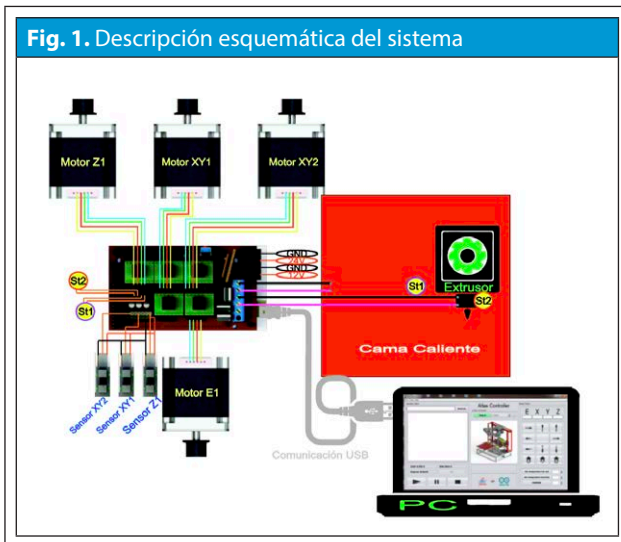 Fig. 1. Descripción esquemática del sistema
Motor Z1
Motor XY1
Motor XY2
GND
24V
GND
12V
St2
St1
St1
Extrusor
St2
Cama Caliente
Sensor XY2
Sensor XY1
Sensor Z1
Motor E1
Comunicación USB
Controller
E X Y Z
PC